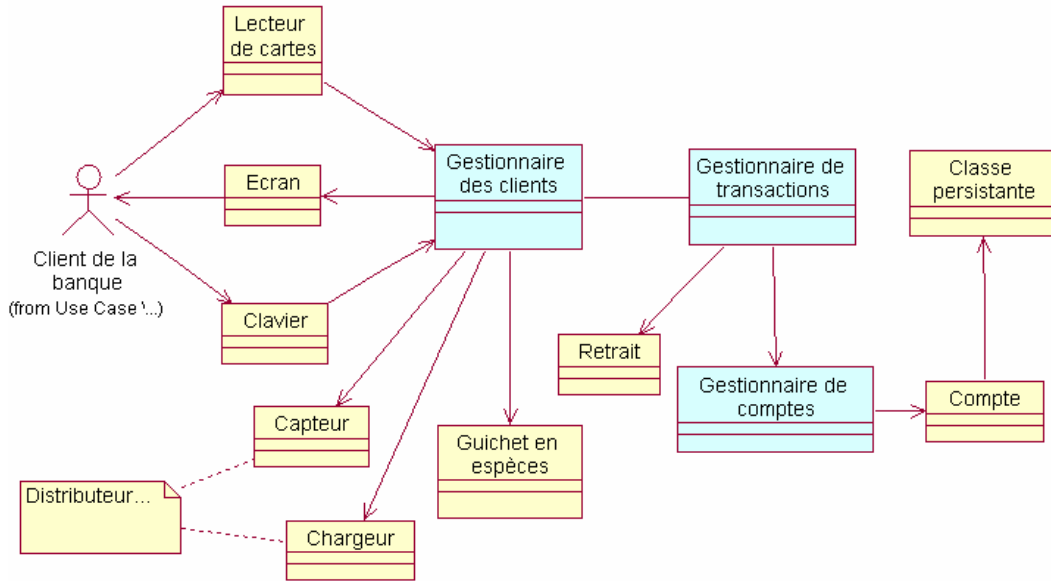 Lecteur
de cartes
Gestionnaire
des clients
Gestionnaire de
transactions
Classe
persistante
Ecran
Client de la
banque
(from Use Case '...)
Clavier
Retrait
Gestionnaire de
comptes
Compte
Capteur
Guichet en
espèces
Distributeur...
Chargeur